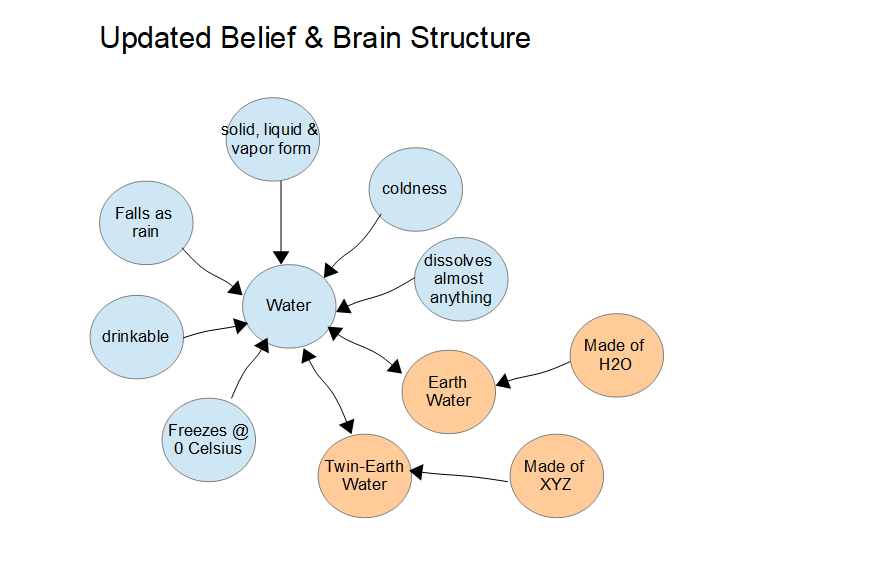 Updated Belief & Brain Structure
solid, liquid &
vapor form
coldness
Falls as
rain
dissolves
almost
anything
Water
drinkable
Made of
H2O
Earth
Water
Freezes @
0 Celsius
Twin-Earth
Water
Made of
XYZ